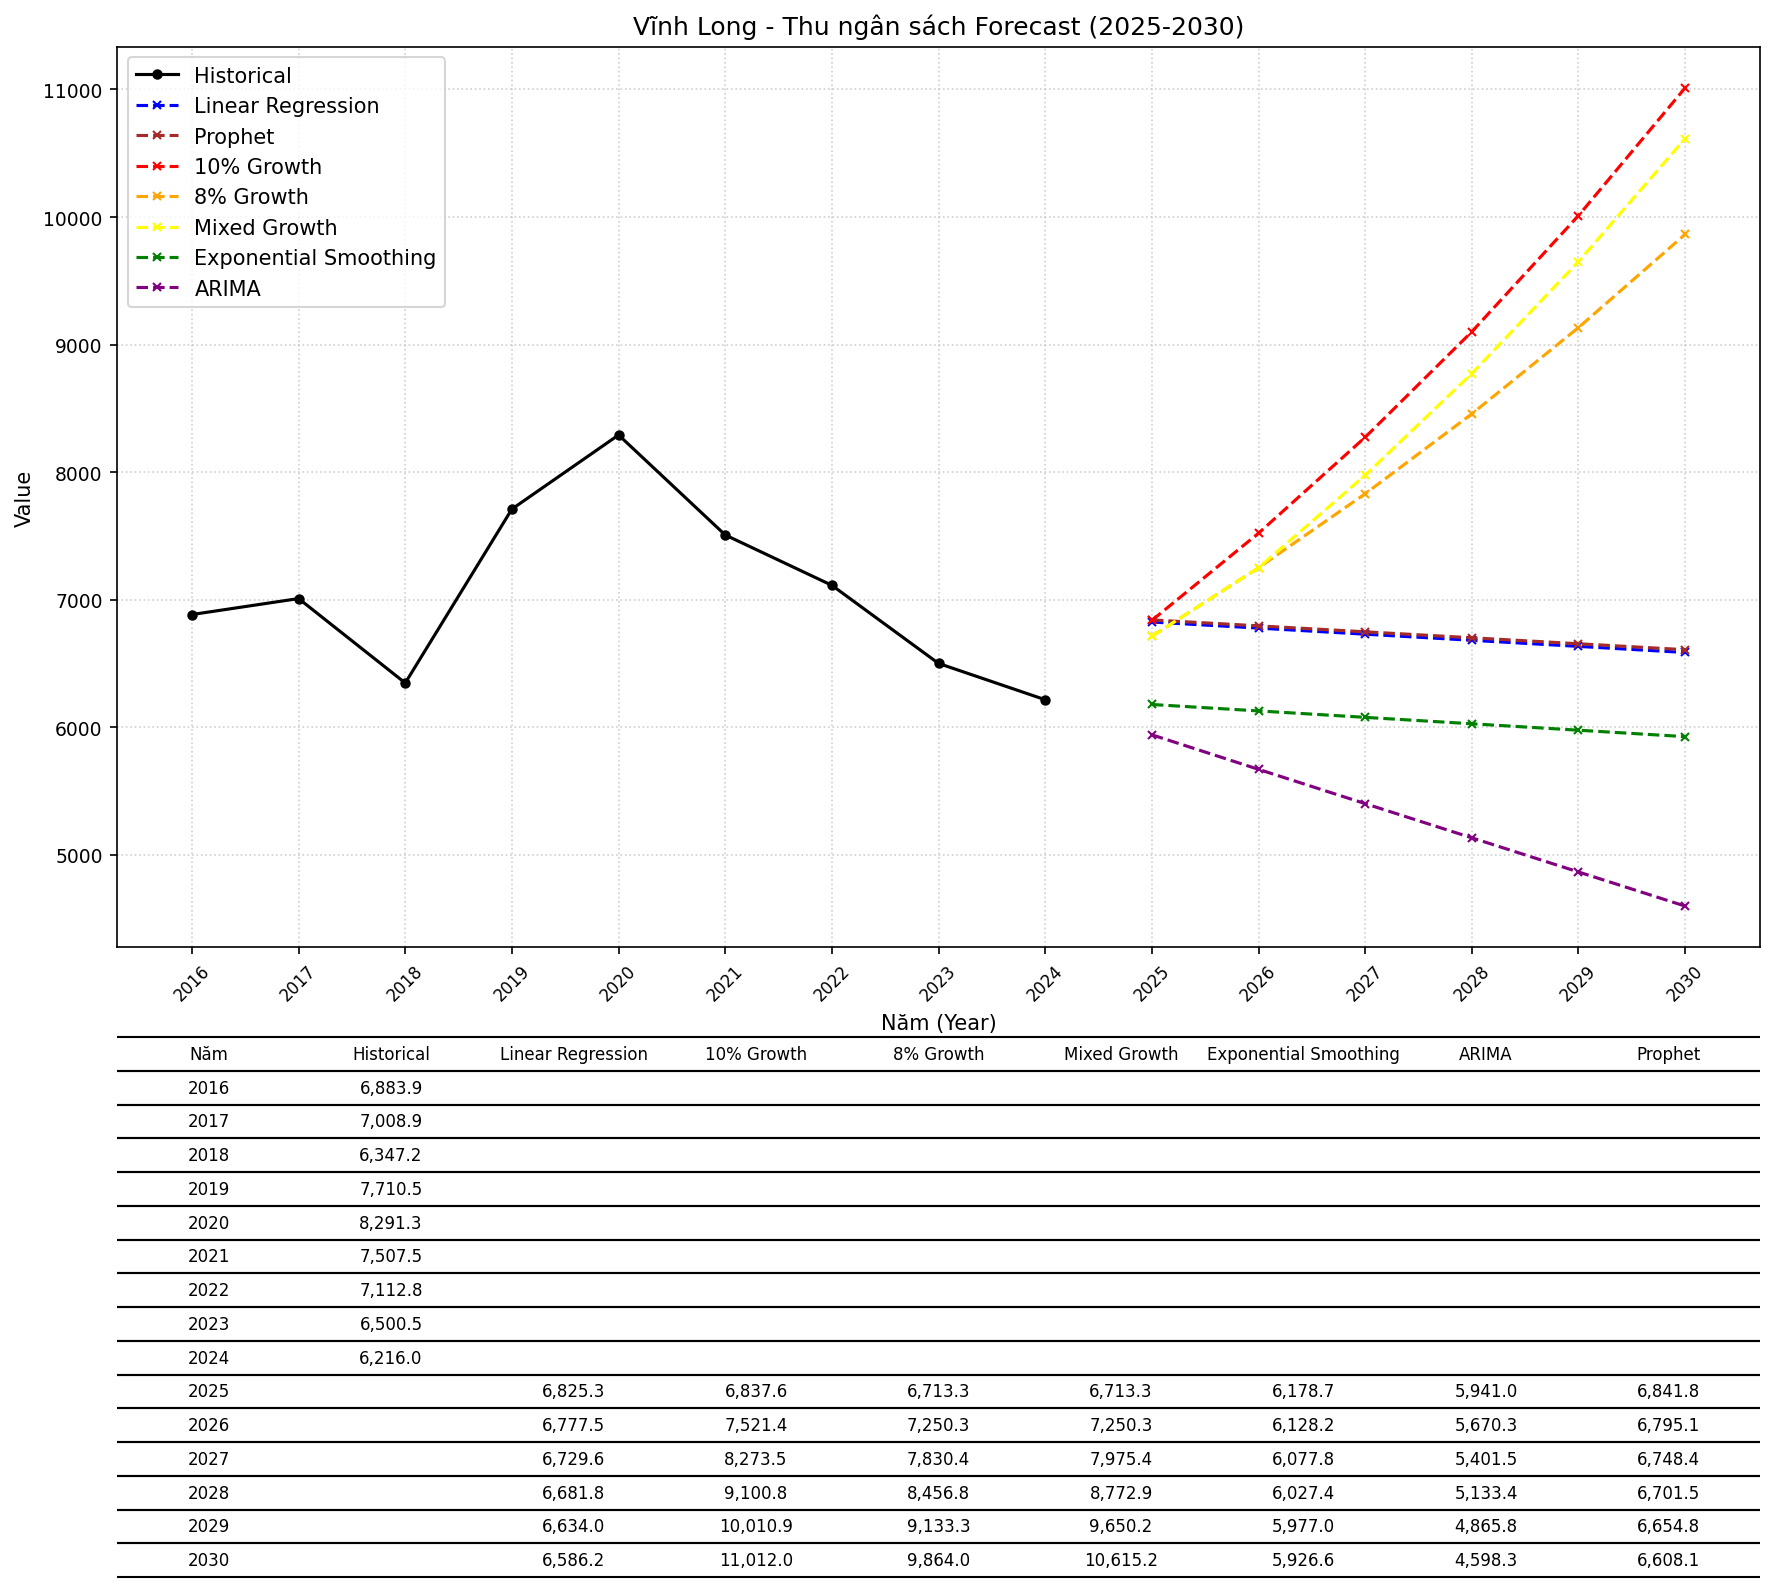 Vĩnh Long - Thu ngân sách Forecast (2025-2030)
Historical
Linear Regression
Prophet
10% Growth
8% Growth
Mixed Growth
Exponential Smoothing
ARIMA
Value
11000
10000
9000
8000
7000
6000
5000
2016 2017 2018 2019 2020 2021 2022 2023 2024 2025 2026 2027 2028 2029 2030
Năm (Year)
Năm Historical Linear Regression 10% Growth 8% Growth Mixed Growth Exponential Smoothing ARIMA Prophet
2016 6,883.9
2017 7,008.9
2018 6,347.2
2019 7,710.5
2020 8,291.3
2021 7,507.5
2022 7,112.8
2023 6,500.5
2024 6,216.0
2025 6,825.3 6,837.6 6,713.3 6,713.3 6,178.7 5,941.0 6,841.8
2026 6,777.5 7,521.4 7,250.3 7,250.3 6,128.2 5,670.3 6,795.1
2027 6,729.6 8,273.5 7,830.4 7,975.4 6,077.8 5,401.5 6,748.4
2028 6,681.8 9,100.8 8,456.8 8,772.9 6,027.4 5,133.4 6,701.5
2029 6,634.0 10,010.9 9,133.3 9,650.2 5,977.0 4,865.8 6,654.8
2030 6,586.2 11,012.0 9,864.0 10,615.2 5,926.6 4,598.3 6,608.1